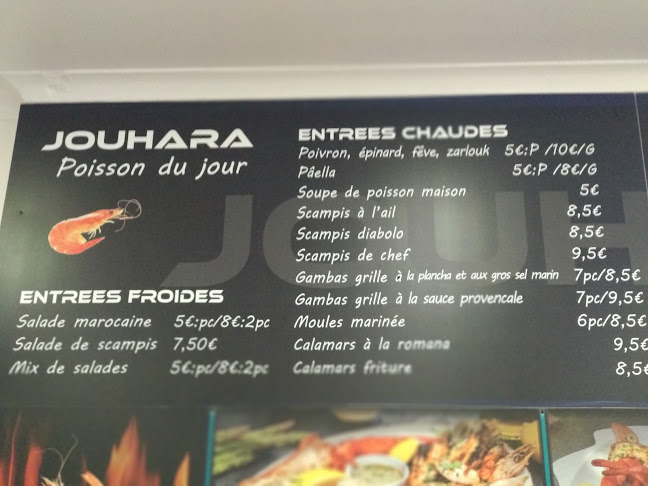 JOUHARA
Poisson du jour
ENTREES FROIDES
Salade marocaine 5€:pc/8€:2pc
Salade de scampis 7,50€
Mix de salades 5€:pc/8€:2pc
ENTREES CHAUDES
Poivron, épinard, fêve, zarlouk 5€:P /10€/G
Pâella 5€:P /8€/G
Soupe de poisson maison 5€
Scampis à l'ail 8,5€
Scampis diabolo 8,5€
Scampis de chef 9,5€
Gambas grille à la plancha et aux gros sel marin 7pc/8,5€
Gambas grille à la sauce provencale 7pc/9,5€
Moules marinée 6pc/8,5€
Calamars à la romana 9,5€
Calamars friture 8,5€
JOUH